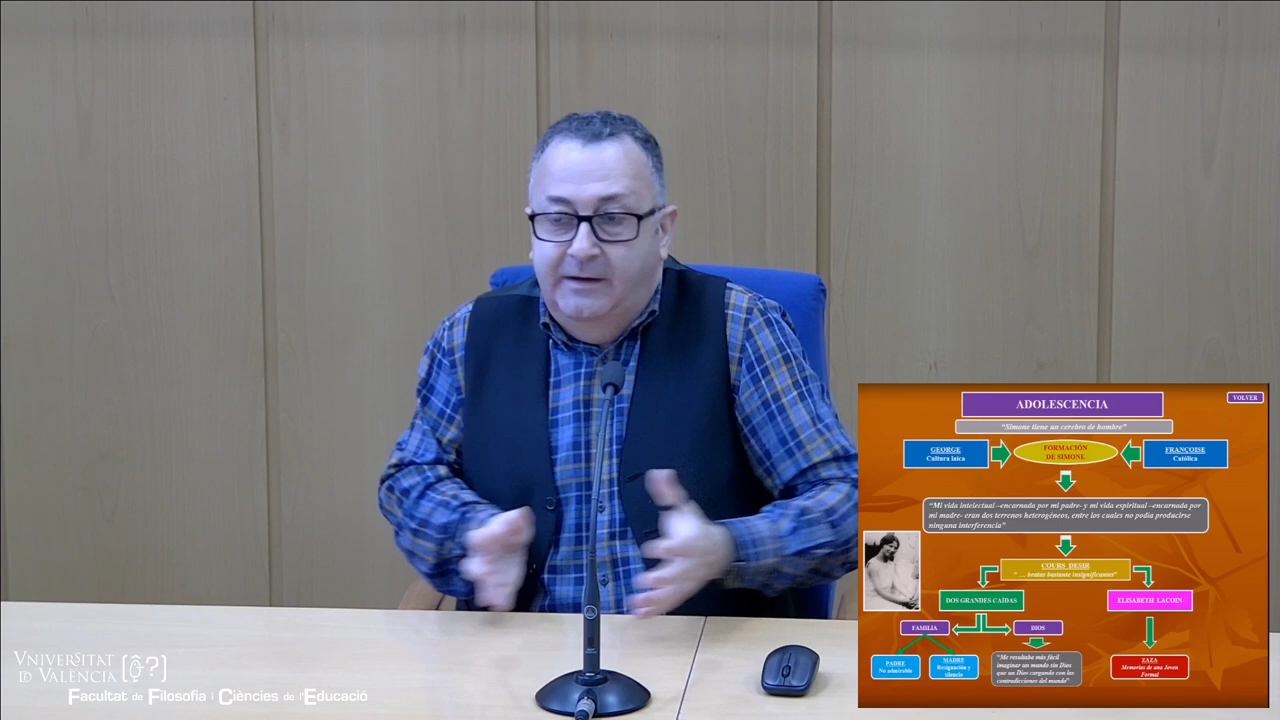 ADOLESCENCIA
VOLVER
“Simone tiene un cerebro de hombre”
GEORGE
Cultura laica
FORMACIÓN
DE SIMONE
FRANÇOISE
Católica
“Mi vida intelectual –encarnada por mi padre- y mi vida espiritual –encarnada por
mi madre- eran dos terrenos heterogéneos, entre los cuales no podía producirse
ninguna interferencia”
COURS DESIR
“ … beatas bastante insignificantes”
DOS GRANDES CAÍDAS
ELISABETH LACOIN
FAMILIA
DIOS
PADRE
No admirable
MADRE
Resignación y
silencio
“Me resultaba más fácil
imaginar un mundo sin Dios
que un Dios cargando con las
contradicciones del mundo”
ZAZA
Memorias de una Joven
Formal
VNIVERSITAT
ID VALÈNCIA
Facultat de Filosofia i Ciències de l'Educació